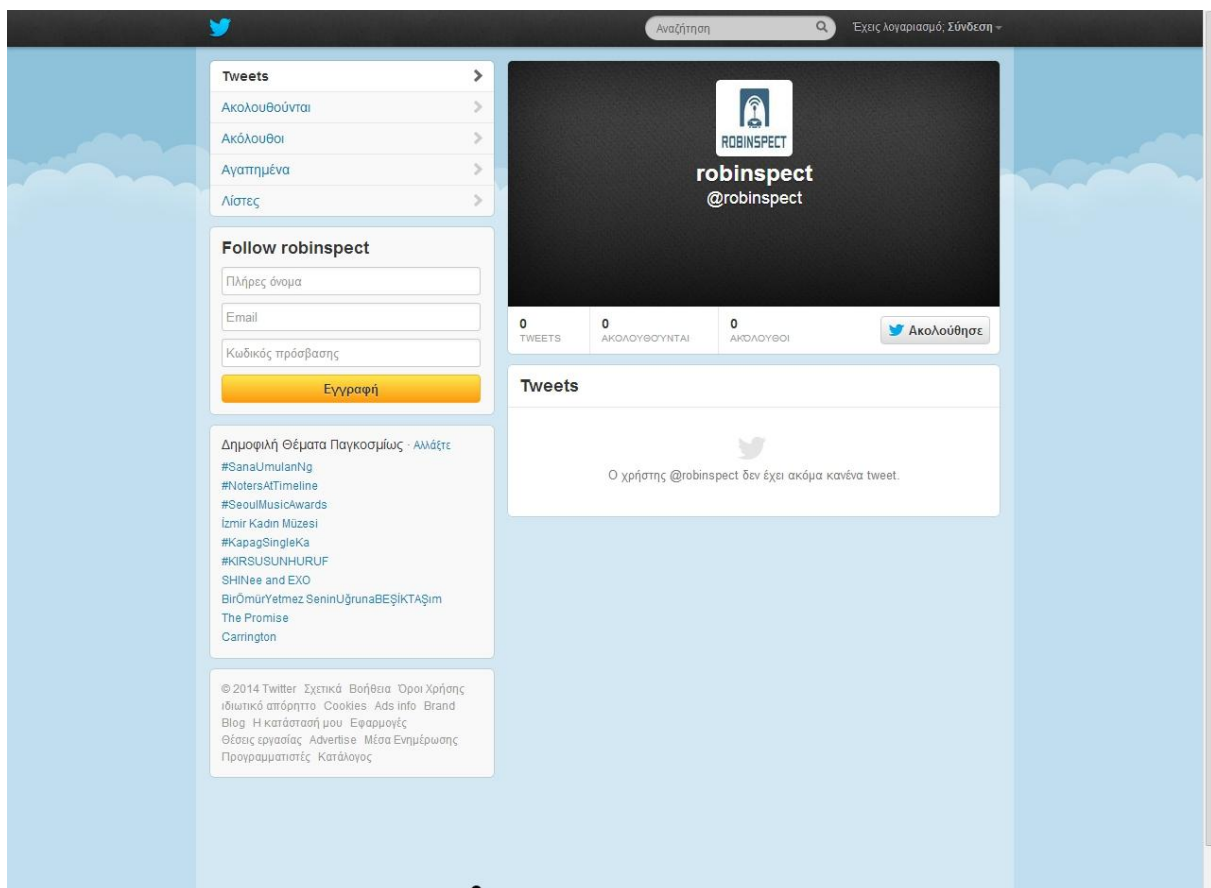 Αναζήτηση
Έχεις λογαριασμό; Σύνδεση
Tweets
Ακολουθούνται
Ακόλουθοι
Αγαπημένα
Λίστες
Follow robinspect
Πλήρες όνομα
Email
Κωδικός πρόσβασης
Εγγραφή
Δημοφιλή Θέματα Παγκοσμίως · Αλλάξτε
#SanaUmulanNg
#NotersAtTimeline
#SeoulMusicAwards
İzmir Kadın Müzesi
#KapagSingleKa
#KIRSUSUNHURUF
SHINee and EXO
BirÖmürYetmez SeninUğrunaBEŞİKTAŞım
The Promise
Carrington
© 2014 Twitter Σχετικά Βοήθεια Όροι Χρήσης
ιδιωτικό απόρρητο Cookies Ads info Brand
Blog Η κατάστασή μου Εφαρμογές
Θέσεις εργασίας Advertise Μέσα Ενημέρωσης
Προγραμματιστές Κατάλογος
ROBINSPECT
robinspect
@robinspect
0 0 0
TWEETS ΑΚΟΛΟΥΘΟΎΝΤΑΙ ΑΚΌΛΟΥΘΟΙ
Ακολούθησε
Tweets
Ο χρήστης @robinspect δεν έχει ακόμα κανένα tweet.